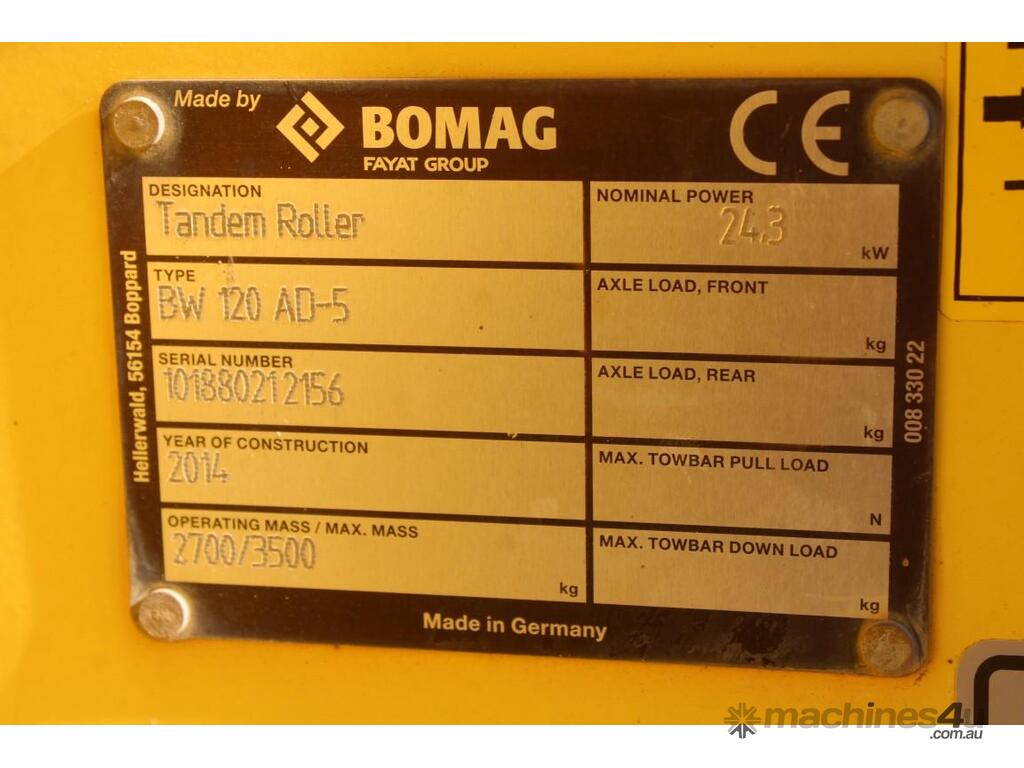 Made by
BOMAG
FAYAT GROUP
CE
DESIGNATION
Tandem Roller
TYPE
BW 120 AD-5
SERIAL NUMBER
101880212156
YEAR OF CONSTRUCTION
2014
OPERATING MASS / MAX. MASS
2700/3500
kg
NOMINAL POWER
24.3
kW
AXLE LOAD, FRONT
kg
AXLE LOAD, REAR
kg
MAX. TOWBAR PULL LOAD
N
MAX. TOWBAR DOWN LOAD
kg
Hellerwald, 56154 Boppard
008 330 22
Made in Germany
machines4u
.com.au